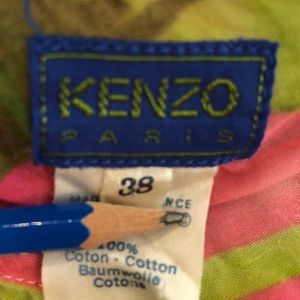 KENZO
PARIS
38
100%
Coton - Cotton
Baumwolle